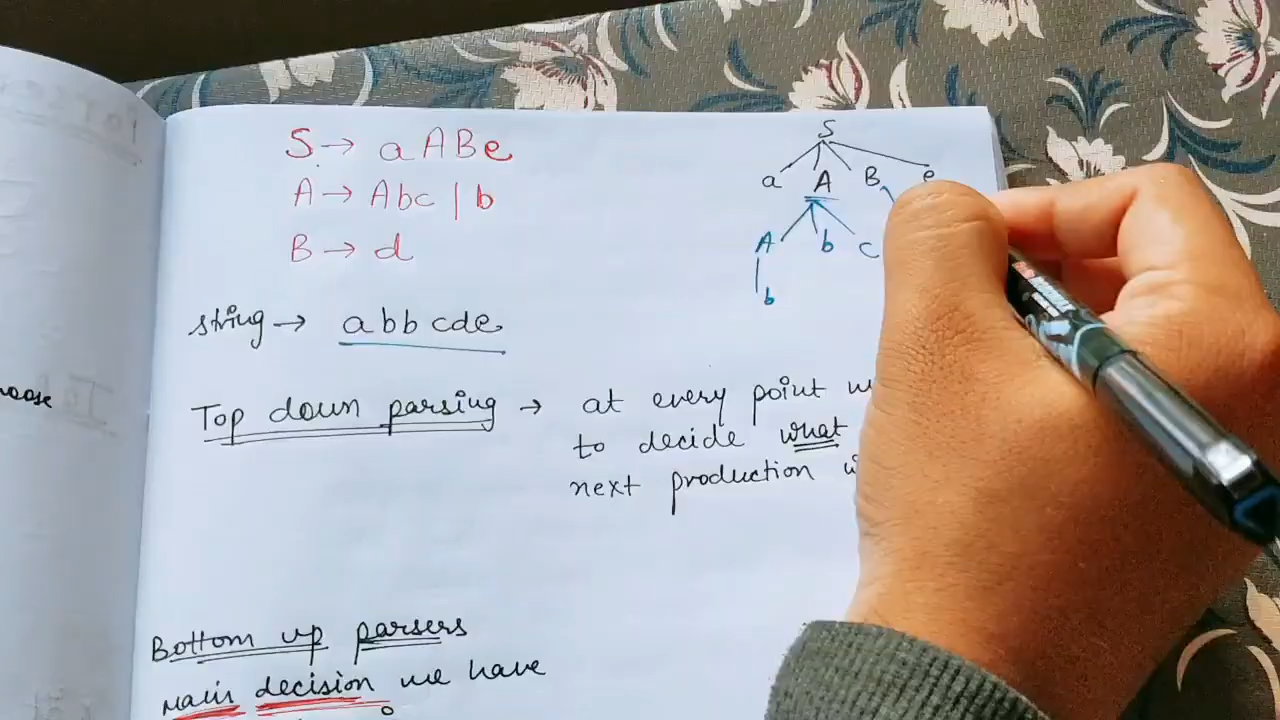 S → aABe
A → Abc | b
B → d
string → abbcde
Top down parsing → at every point
to decide what
next production
Bottom up parsers
main decision we have
oose
S
a A B e
A b c
b